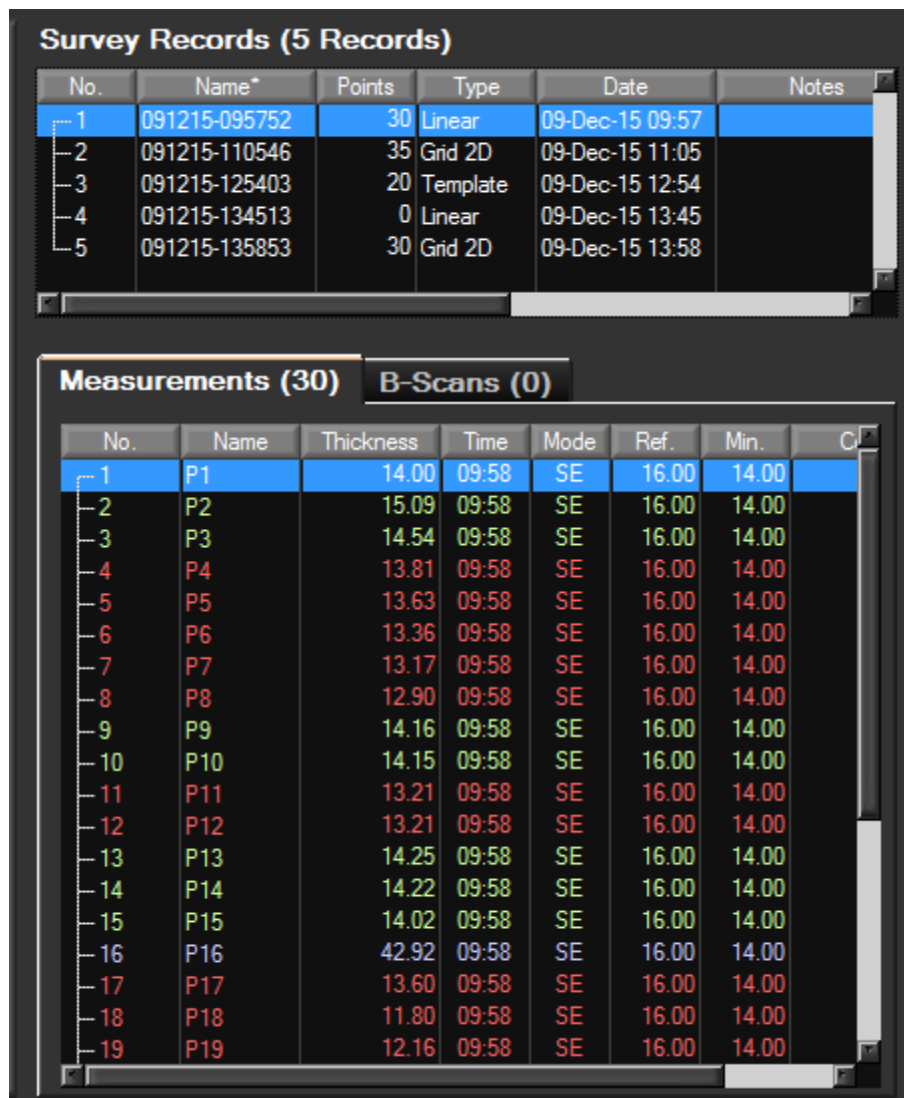 Survey Records (5 Records)
No. Name* Points Type Date Notes
1 091215-095752 30 Linear 09-Dec-15 09:57
2 091215-110546 35 Grid 2D 09-Dec-15 11:05
3 091215-125403 20 Template 09-Dec-15 12:54
4 091215-134513 0 Linear 09-Dec-15 13:45
5 091215-135853 30 Grid 2D 09-Dec-15 13:58
Measurements (30) B-Scans (0)
No. Name Thickness Time Mode Ref. Min.
1 P1 14.00 09:58 SE 16.00 14.00
2 P2 15.09 09:58 SE 16.00 14.00
3 P3 14.54 09:58 SE 16.00 14.00
4 P4 13.81 09:58 SE 16.00 14.00
5 P5 13.63 09:58 SE 16.00 14.00
6 P6 13.36 09:58 SE 16.00 14.00
7 P7 13.17 09:58 SE 16.00 14.00
8 P8 12.90 09:58 SE 16.00 14.00
9 P9 14.16 09:58 SE 16.00 14.00
10 P10 14.15 09:58 SE 16.00 14.00
11 P11 13.21 09:58 SE 16.00 14.00
12 P12 13.21 09:58 SE 16.00 14.00
13 P13 14.25 09:58 SE 16.00 14.00
14 P14 14.22 09:58 SE 16.00 14.00
15 P15 14.02 09:58 SE 16.00 14.00
16 P16 42.92 09:58 SE 16.00 14.00
17 P17 13.60 09:58 SE 16.00 14.00
18 P18 11.80 09:58 SE 16.00 14.00
19 P19 12.16 09:58 SE 16.00 14.00